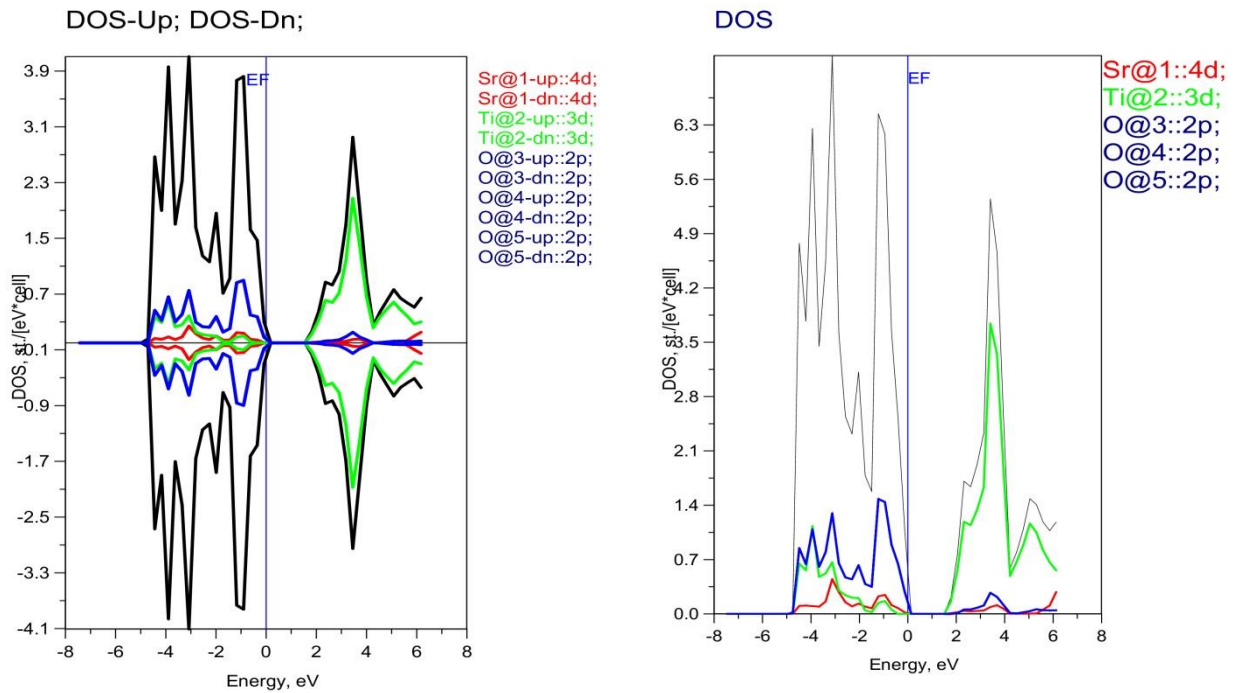 DOS-Up; DOS-Dn;
3.9
3.1
2.3
1.5
0.7
-0.1
-0.9
-1.7
-2.5
-3.3
-4.1
DOS, st./[eV*cell]
EF
-8
-6
-4
-2
0
2
4
6
8
Energy, eV
Sr@1-up::4d;
Sr@1-dn::4d;
Ti@2-up::3d;
Ti@2-dn::3d;
O@3-up::2p;
O@3-dn::2p;
O@4-up::2p;
O@4-dn::2p;
O@5-up::2p;
O@5-dn::2p;
DOS
6.3
5.6
4.9
4.2
3.5
2.8
2.1
1.4
0.7
0.0
DOS, st./[eV*cell]
EF
-8
-6
-4
-2
0
2
4
6
8
Energy, eV
Sr@1::4d;
Ti@2::3d;
O@3::2p;
O@4::2p;
O@5::2p;